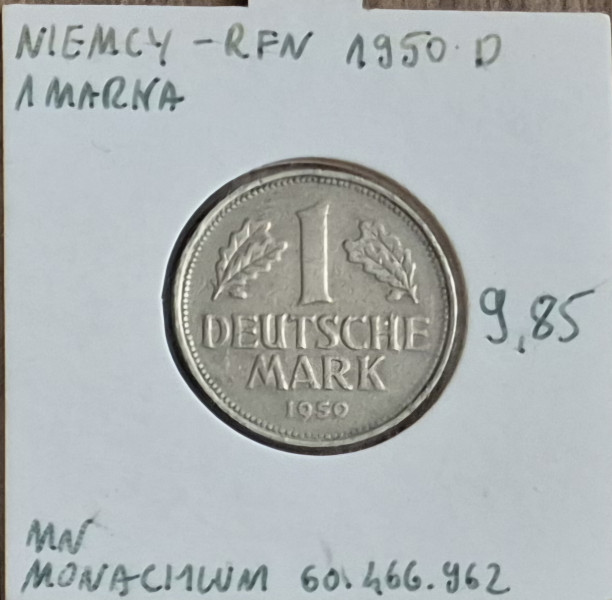 NIEMCY - RFN 1950 D
1 MARKA
1
DEUTSCHE
MARK
1950
9,85
MN
MONACHIUM 60.466.962